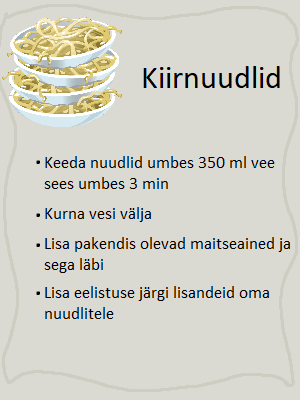 Kiirnuudlid
• Keeda nuudlid umbes 350 ml vee
sees umbes 3 min
• Kurna vesi välja
• Lisa pakendis olevad maitseained ja
sega läbi
• Lisa eelistuse järgi lisandeid oma
nuudlitele